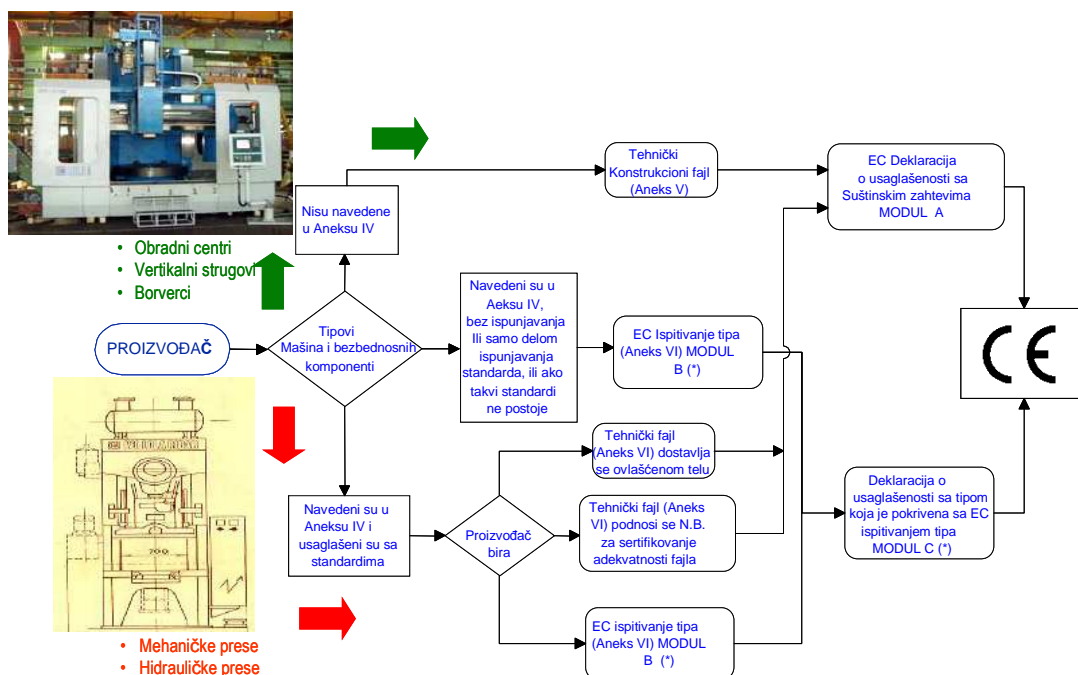 Tehnički
Konstrukcioni fajl
(Aneks V)
EC Deklaracija
o usaglašenosti sa
Suštinskim zahtevima
MODUL A
Nisu navedene
u Aneksu IV
• Obradni centri
• Vertikalni strugovi
• Borverci
PROIZVOĐAČ
Tipovi
Mašina i bezbednosnih
komponenti
Navedeni su u
Aeksu IV,
bez ispunjavanja
Ili samo delom
ispunjavanja
standarda, ili ako
takvi standardi
ne postoje
EC Ispitivanje tipa
(Aneks VI) MODUL
B (*)
CE
Tehnički fajl
(Aneks VI) dostavlja
se ovlašćenom telu
Navedeni su u
Aneksu IV i
usaglašeni su sa
standardima
Proizvođač
bira
Tehnički fajl (Aneks
VI) podnosi se N.B.
za sertifikovanje
adekvatnosti fajla
Deklaracija o
usaglašenosti sa tipom
koja je pokrivena sa EC
ispitivanjem tipa
MODUL C (*)
EC ispitivanje tipa
(Aneks VI) MODUL
B (*)
700
• Mehaničke prese
• Hidrauličke prese